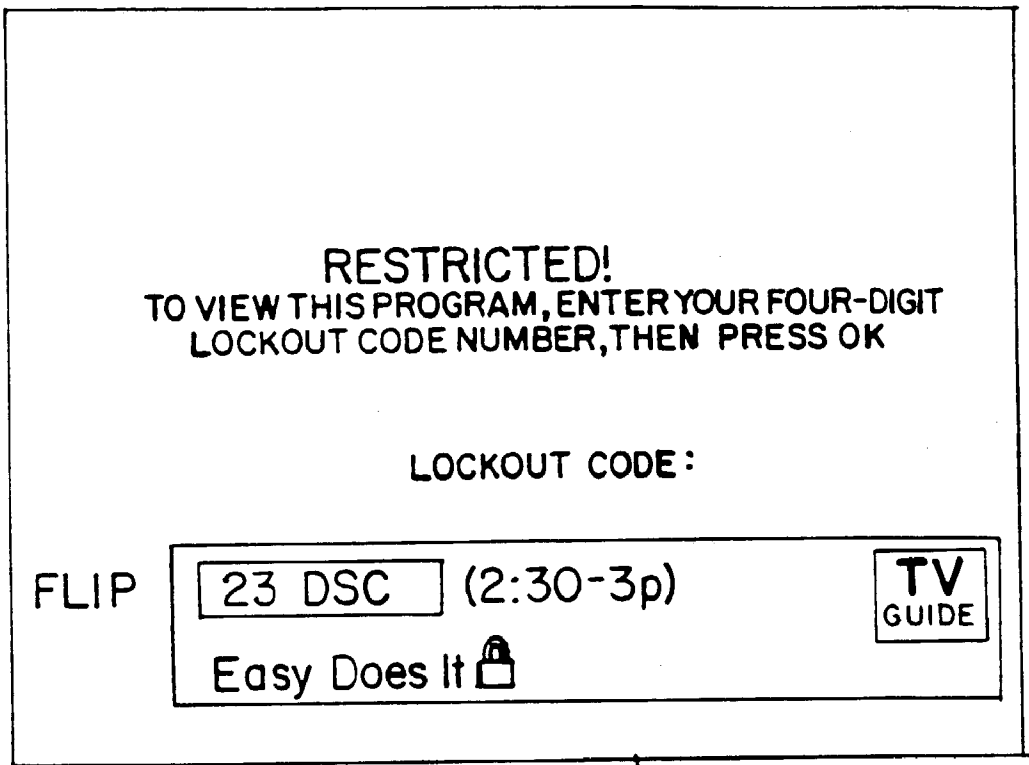 RESTRICTED!
TO VIEW THIS PROGRAM, ENTER YOUR FOUR-DIGIT
LOCKOUT CODE NUMBER, THEN PRESS OK
LOCKOUT CODE:
FLIP
23 DSC (2:30-3p)
TV
GUIDE
Easy Does It